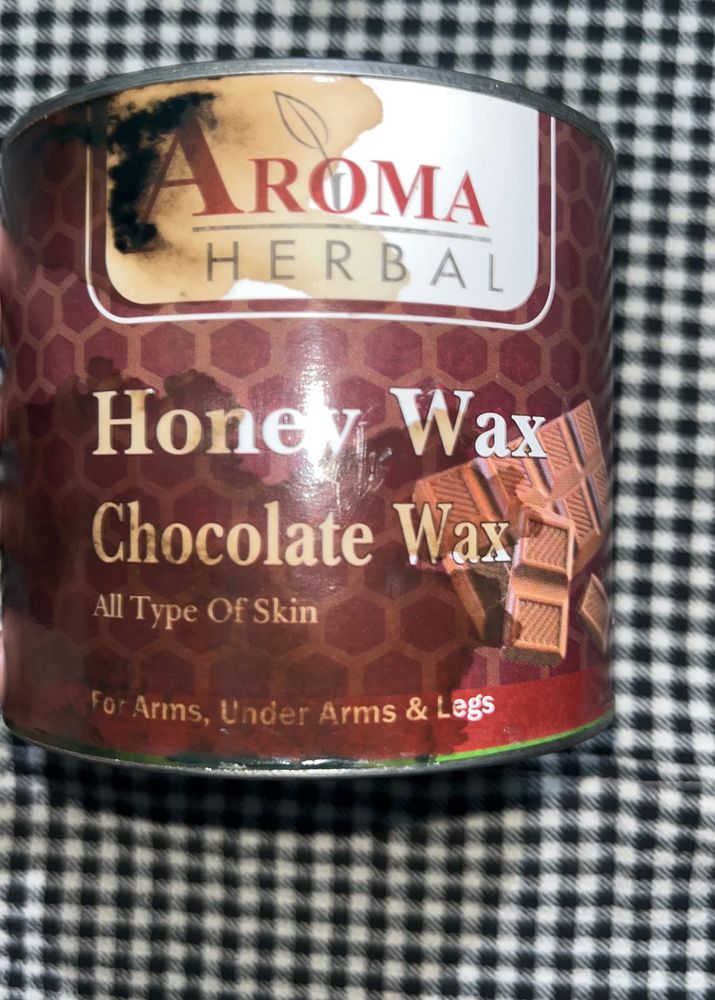 AROMA
HERBAL
Honey Wax
Chocolate Wax
All Type Of Skin
For Arms, Under Arms & Legs